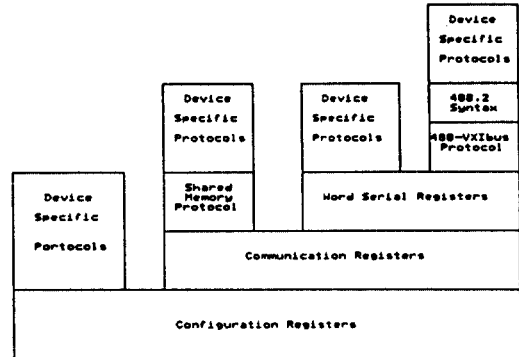 Device
Specific
Protocols
488.2
Syntax
488-VXIbus
Protocol
Device
Specific
Protocols
Device
Specific
Protocols
Shared
Memory
Protocol
Word Serial Registers
Device
Specific
Portocols
Communication Registers
Configuration Registers